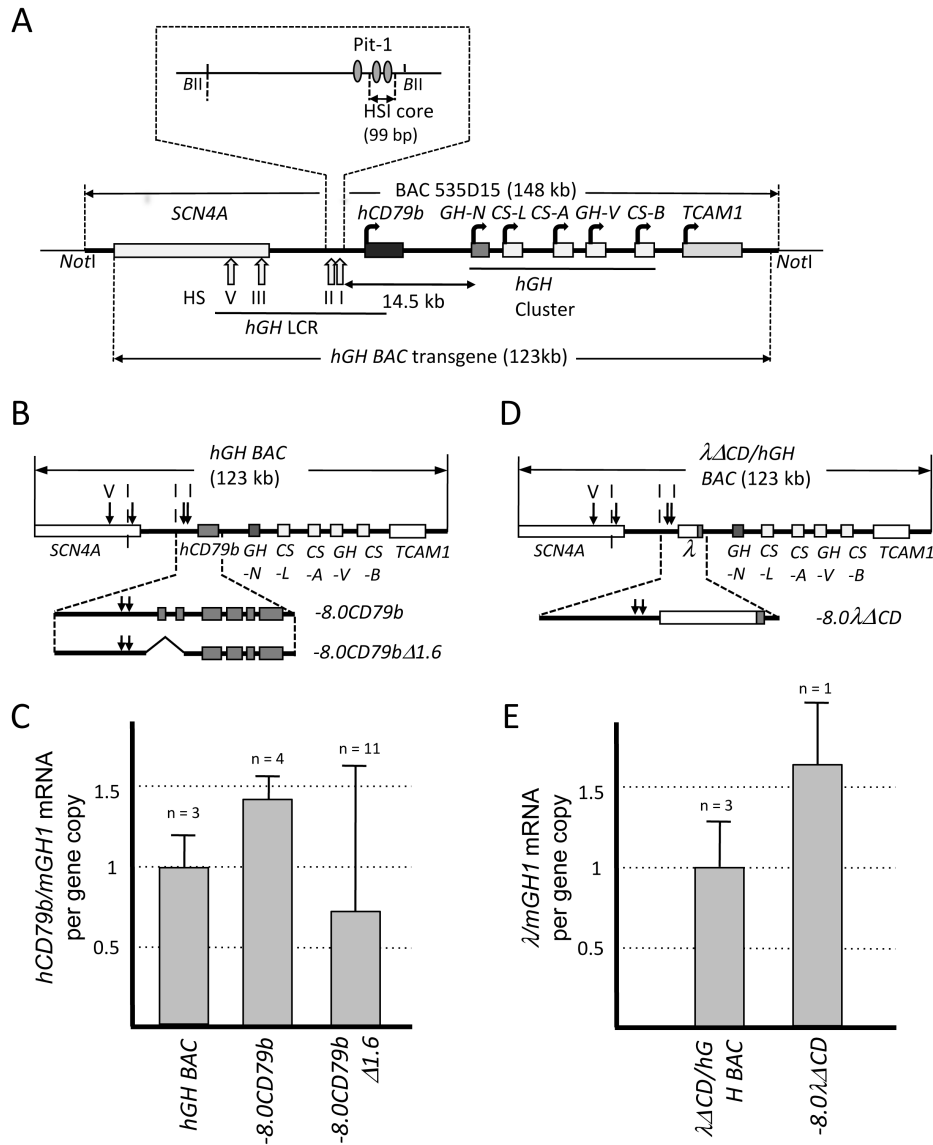 A
Pit-1
BII
BII
HSI core
(99 bp)
BAC 535D15 (148 kb)
SCN4A
hCD79b GH-N CS-L CS-A GH-V CS-B TCAM1
NotI
NotI
HS V III II I
14.5 kb
hGH
Cluster
hGH LCR
hGH BAC transgene (123kb)
B
hGH BAC
(123 kb)
V I I I I
SCN4A
hCD79b
GH
-N
CS
-L
CS
-A
GH
-V
CS
-B
TCAM1
-8.0CD79b
-8.0CD79bΔ1.6
D
λΔCD/hGH
BAC (123 kb)
V I I I I
SCN4A
λ
GH
-N
CS
-L
CS
-A
GH
-V
CS
-B
TCAM1
-8.0λΔCD
C
hCD79b/mGH1 mRNA
per gene copy
1.5
1
0.5
n = 3
n = 4
n = 11
hGH BAC
-8.0CD79b
-8.0CD79b
Δ1.6
E
λ/mGH1 mRNA
per gene copy
1.5
1
0.5
n = 3
n = 1
λΔCD/hG
H BAC
-8.0λΔCD